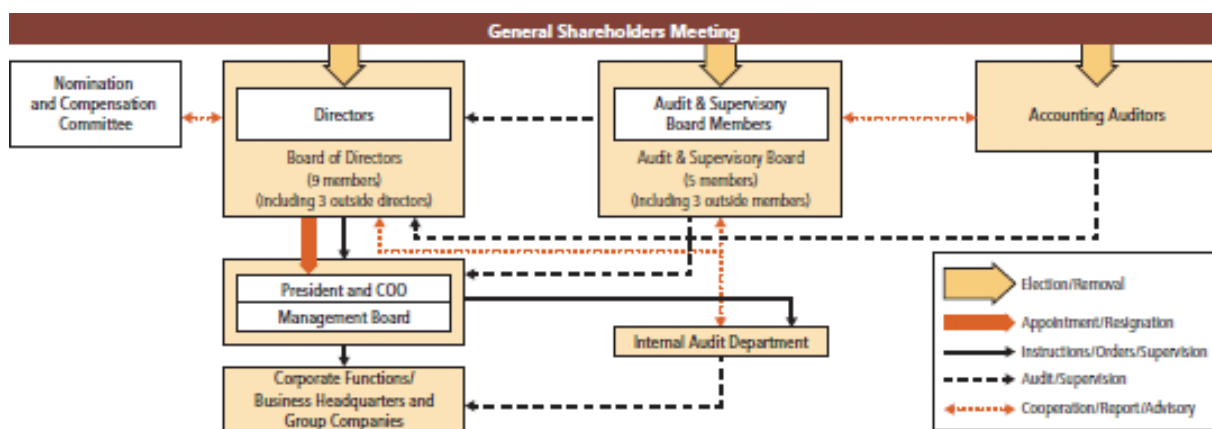 General Shareholders Meeting
Nomination
and Compensation
Committee
Directors
Board of Directors
(9 members)
(Including 3 outside directors)
Audit & Supervisory
Board Members
Audit & Supervisory Board
(5 members)
(Including 3 outside members)
Accounting Auditors
President and COO
Management Board
Internal Audit Department
Corporate Functions/
Business Headquarters and
Group Companies
Election/Removal
Appointment/Resignation
Instructions/Orders/Supervision
Audit/Supervision
Cooperation/Report/Advisory